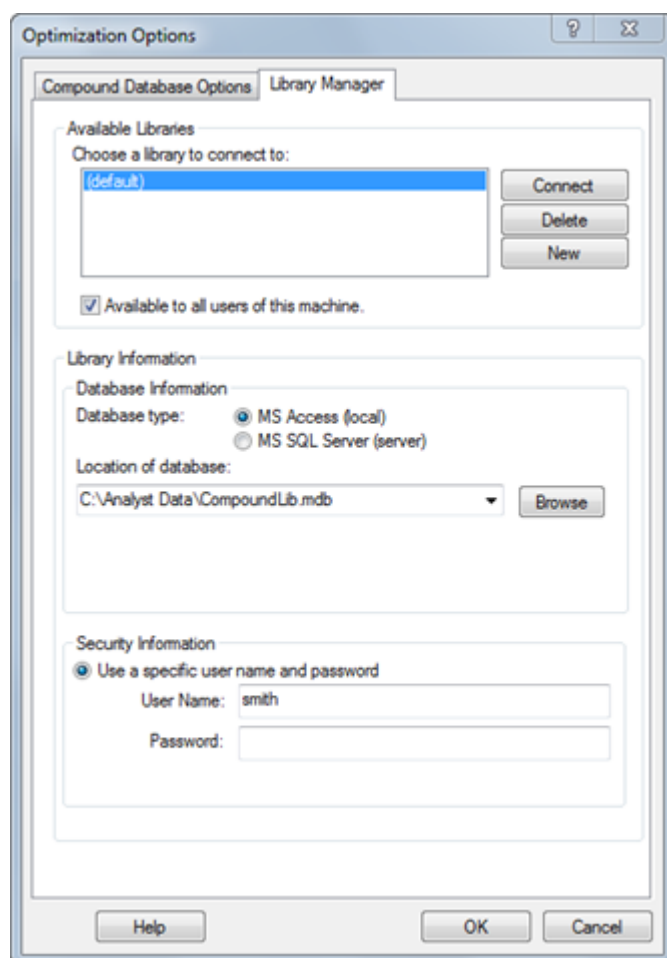 Optimization Options
Compound Database Options
Library Manager
Available Libraries
Choose a library to connect to:
(default)
Connect
Delete
New
Available to all users of this machine.
Library Information
Database Information
Database type:
MS Access (local)
MS SQL Server (server)
Location of database:
C:\Analyst Data\CompoundLib.mdb
Browse
Security Information
Use a specific user name and password
User Name: smith
Password:
Help
OK
Cancel